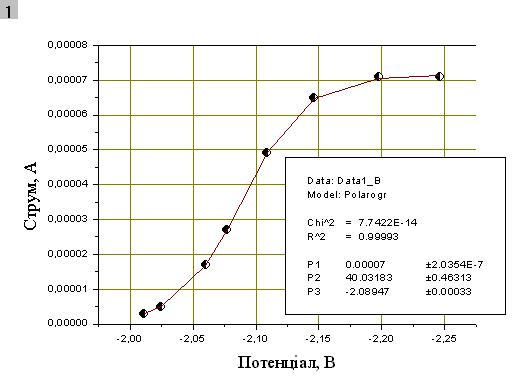 1
0,00008
0,00007
0,00006
0,00005
0,00004
0,00003
0,00002
0,00001
0,00000
Струм, А
Data: Data1_B
Model: Polarogr
Chi^2 = 7.7422E-14
R^2 = 0.99993
P1 0.00007 ±2.0354E-7
P2 40.03183 ±0.46313
P3 -2.08947 ±0.00033
-2,00 -2,05 -2,10 -2,15 -2,20 -2,25
Потенціал, В